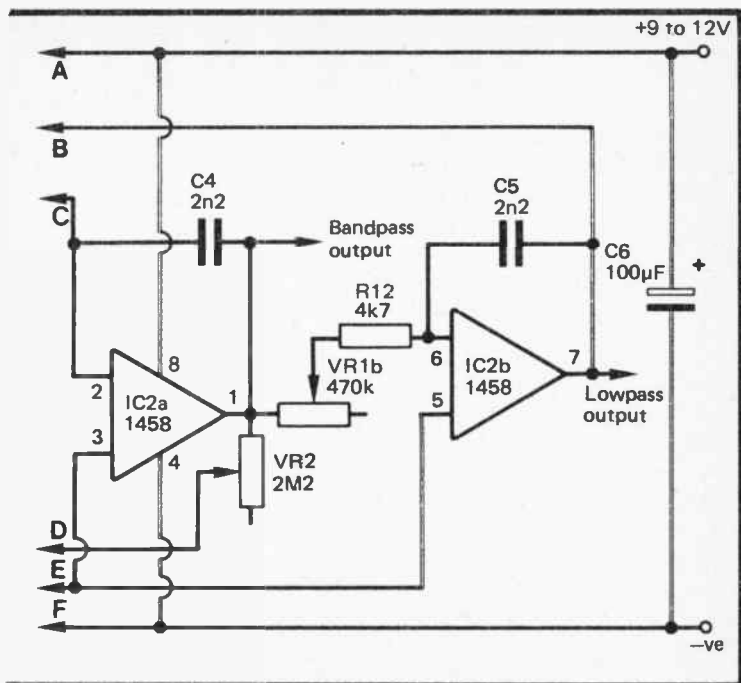 +9 to 12V
A
B
C
C4
2n2
Bandpass
output
C5
2n2
C6
100µF
+
R12
4k7
VR1b
470k
8
2
IC2a
1458
1
3
4
6
IC2b
1458
7
5
Lowpass
output
VR2
2M2
D
E
F
−ve